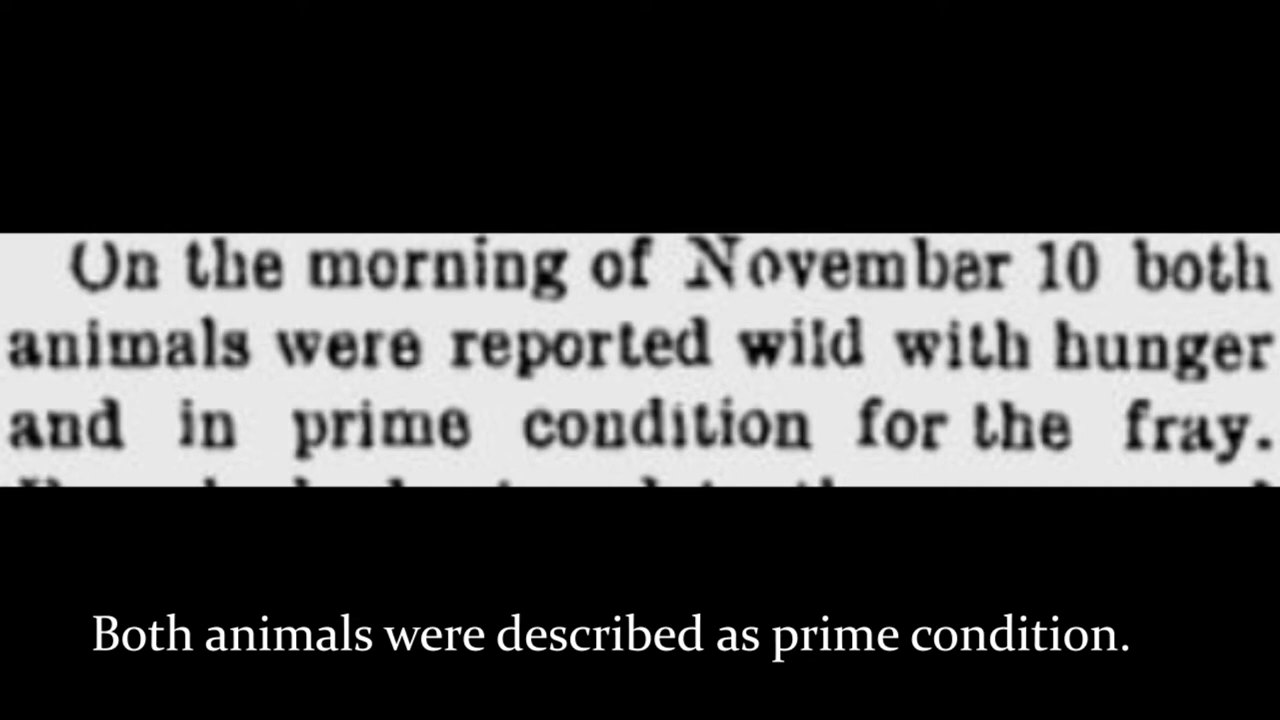 On the morning of November 10 both
animals were reported wild with hunger
and in prime condition for the fray.
Both animals were described as prime condition.